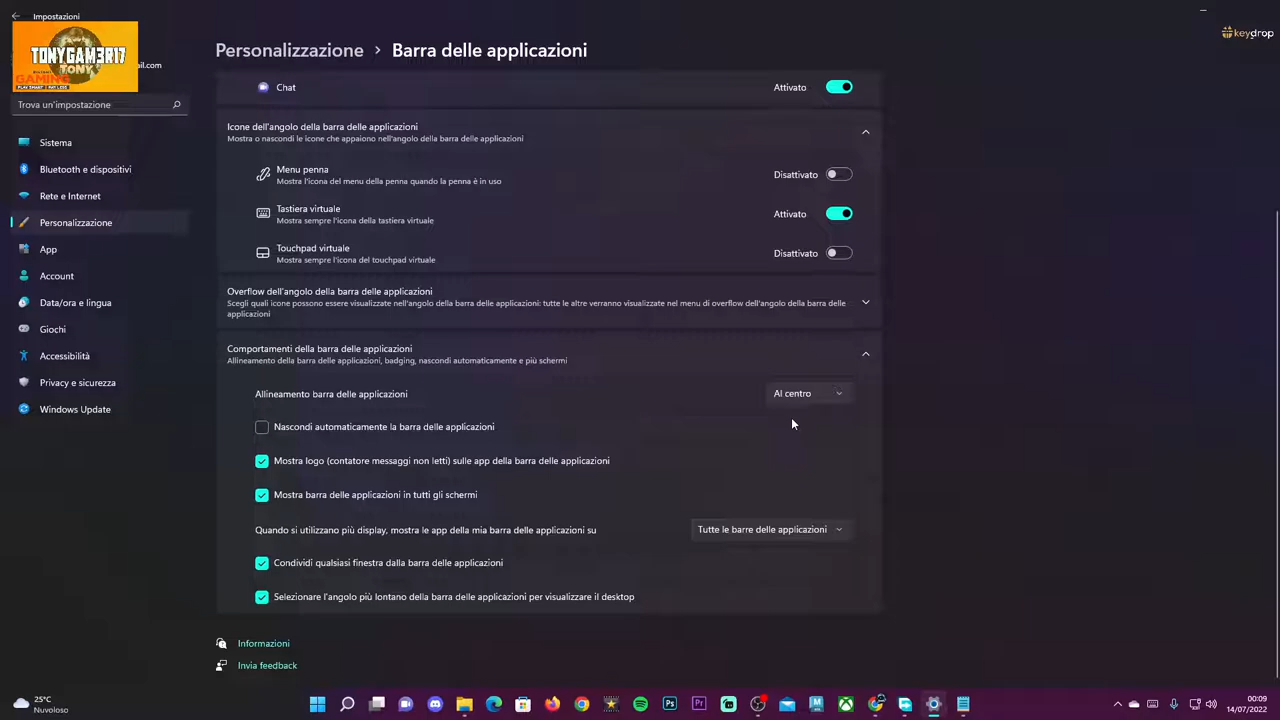 Impostazioni
TONYGAM3R17
TONY
GAMING
PLAY SMART PAY LESS
ail.com
keydrop
Trova un'impostazione
Sistema
Bluetooth e dispositivi
Rete e Internet
Personalizzazione
App
Account
Data/ora e lingua
Giochi
Accessibilità
Privacy e sicurezza
Windows Update
Personalizzazione > Barra delle applicazioni
Chat Attivato
Icone dell'angolo della barra delle applicazioni
Mostra o nascondi le icone che appaiono nell'angolo della barra delle applicazioni
Menu penna
Mostra l'icona del menu della penna quando la penna è in uso
Disattivato
Tastiera virtuale
Mostra sempre l'icona della tastiera virtuale
Attivato
Touchpad virtuale
Mostra sempre l'icona del touchpad virtuale
Disattivato
Overflow dell'angolo della barra delle applicazioni
Scegli quali icone possono essere visualizzate nell'angolo della barra delle applicazioni: tutte le altre verranno visualizzate nel menu di overflow dell'angolo della barra delle
applicazioni
Comportamenti della barra delle applicazioni
Allineamento della barra delle applicazioni, badging, nascondi automaticamente e più schermi
Allineamento barra delle applicazioni Al centro
Nascondi automaticamente la barra delle applicazioni
Mostra logo (contatore messaggi non letti) sulle app della barra delle applicazioni
Mostra barra delle applicazioni in tutti gli schermi
Quando si utilizzano più display, mostra le app della mia barra delle applicazioni su Tutte le barre delle applicazioni
Condividi qualsiasi finestra dalla barra delle applicazioni
Selezionare l'angolo più lontano della barra delle applicazioni per visualizzare il desktop
Informazioni
Invia feedback
25°C
Nuvoloso
Ps
Pr
M
00:09
14/07/2022